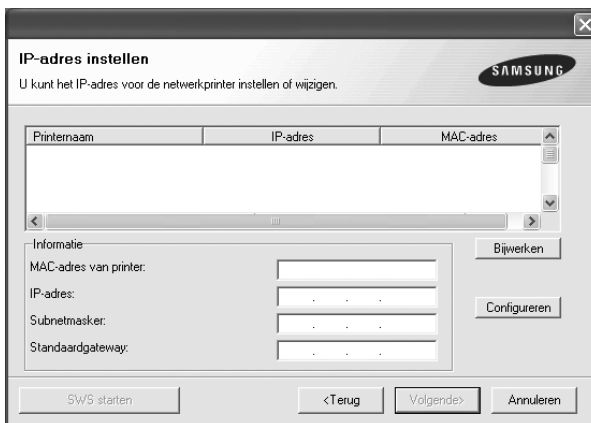 IP-adres instellen
U kunt het IP-adres voor de netwerkprinter instellen of wijzigen.
SAMSUNG
Printernaam IP-adres MAC-adres
Informatie
MAC-adres van printer:
IP-adres:
Subnetmasker:
Standaardgateway:
Bijwerken
Configureren
SWS starten <Terug Volgende> Annuleren